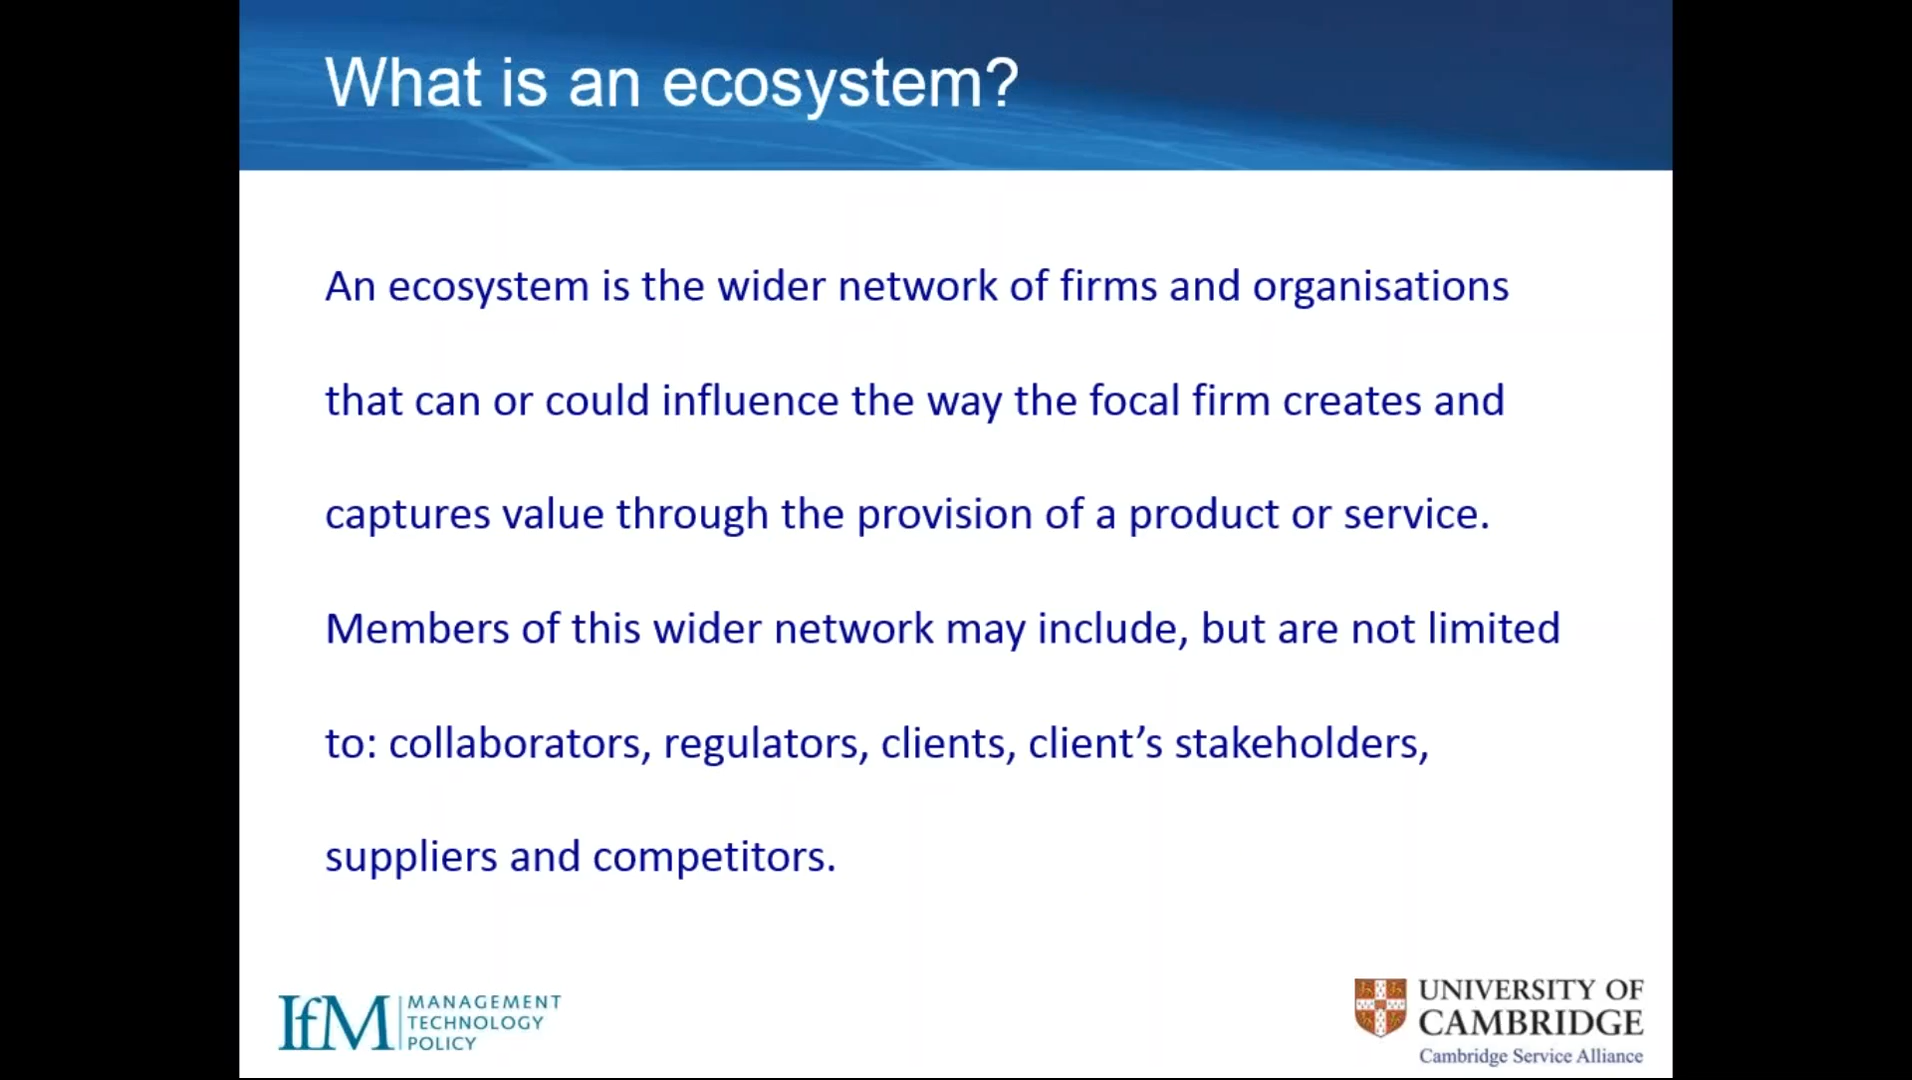 What is an ecosystem?
An ecosystem is the wider network of firms and organisations
that can or could influence the way the focal firm creates and
captures value through the provision of a product or service.
Members of this wider network may include, but are not limited
to: collaborators, regulators, clients, client’s stakeholders,
suppliers and competitors.
IfM
MANAGEMENT
TECHNOLOGY
POLICY
UNIVERSITY OF
CAMBRIDGE
Cambridge Service Alliance